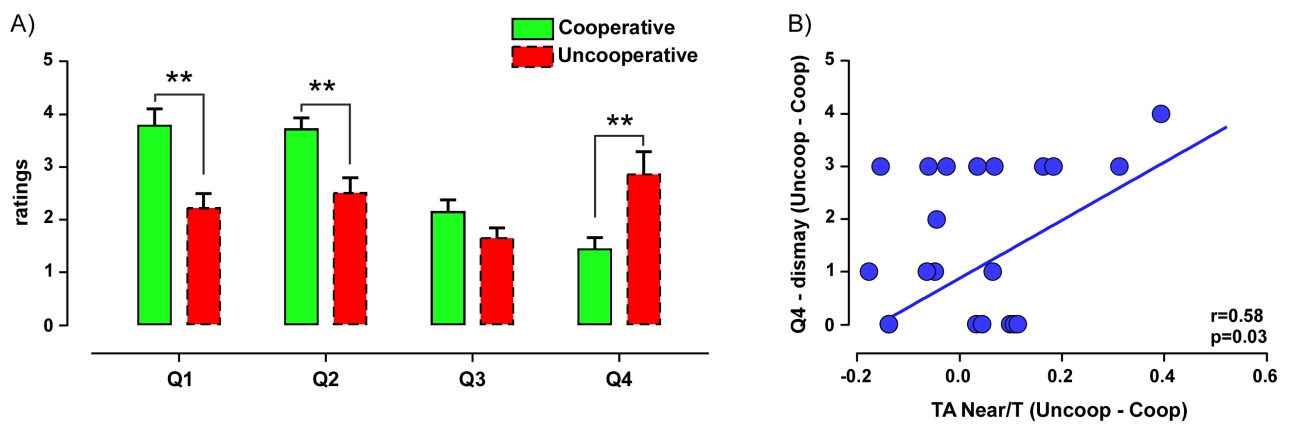 A)
Cooperative
Uncooperative
ratings
5
4
3
2
1
0
**
**
**
Q1
Q2
Q3
Q4
B)
Q4 - dismay (Uncoop - Coop)
5
4
3
2
1
0
r=0.58
p=0.03
-0.2
0.0
0.2
0.4
0.6
TA Near/T (Uncoop - Coop)